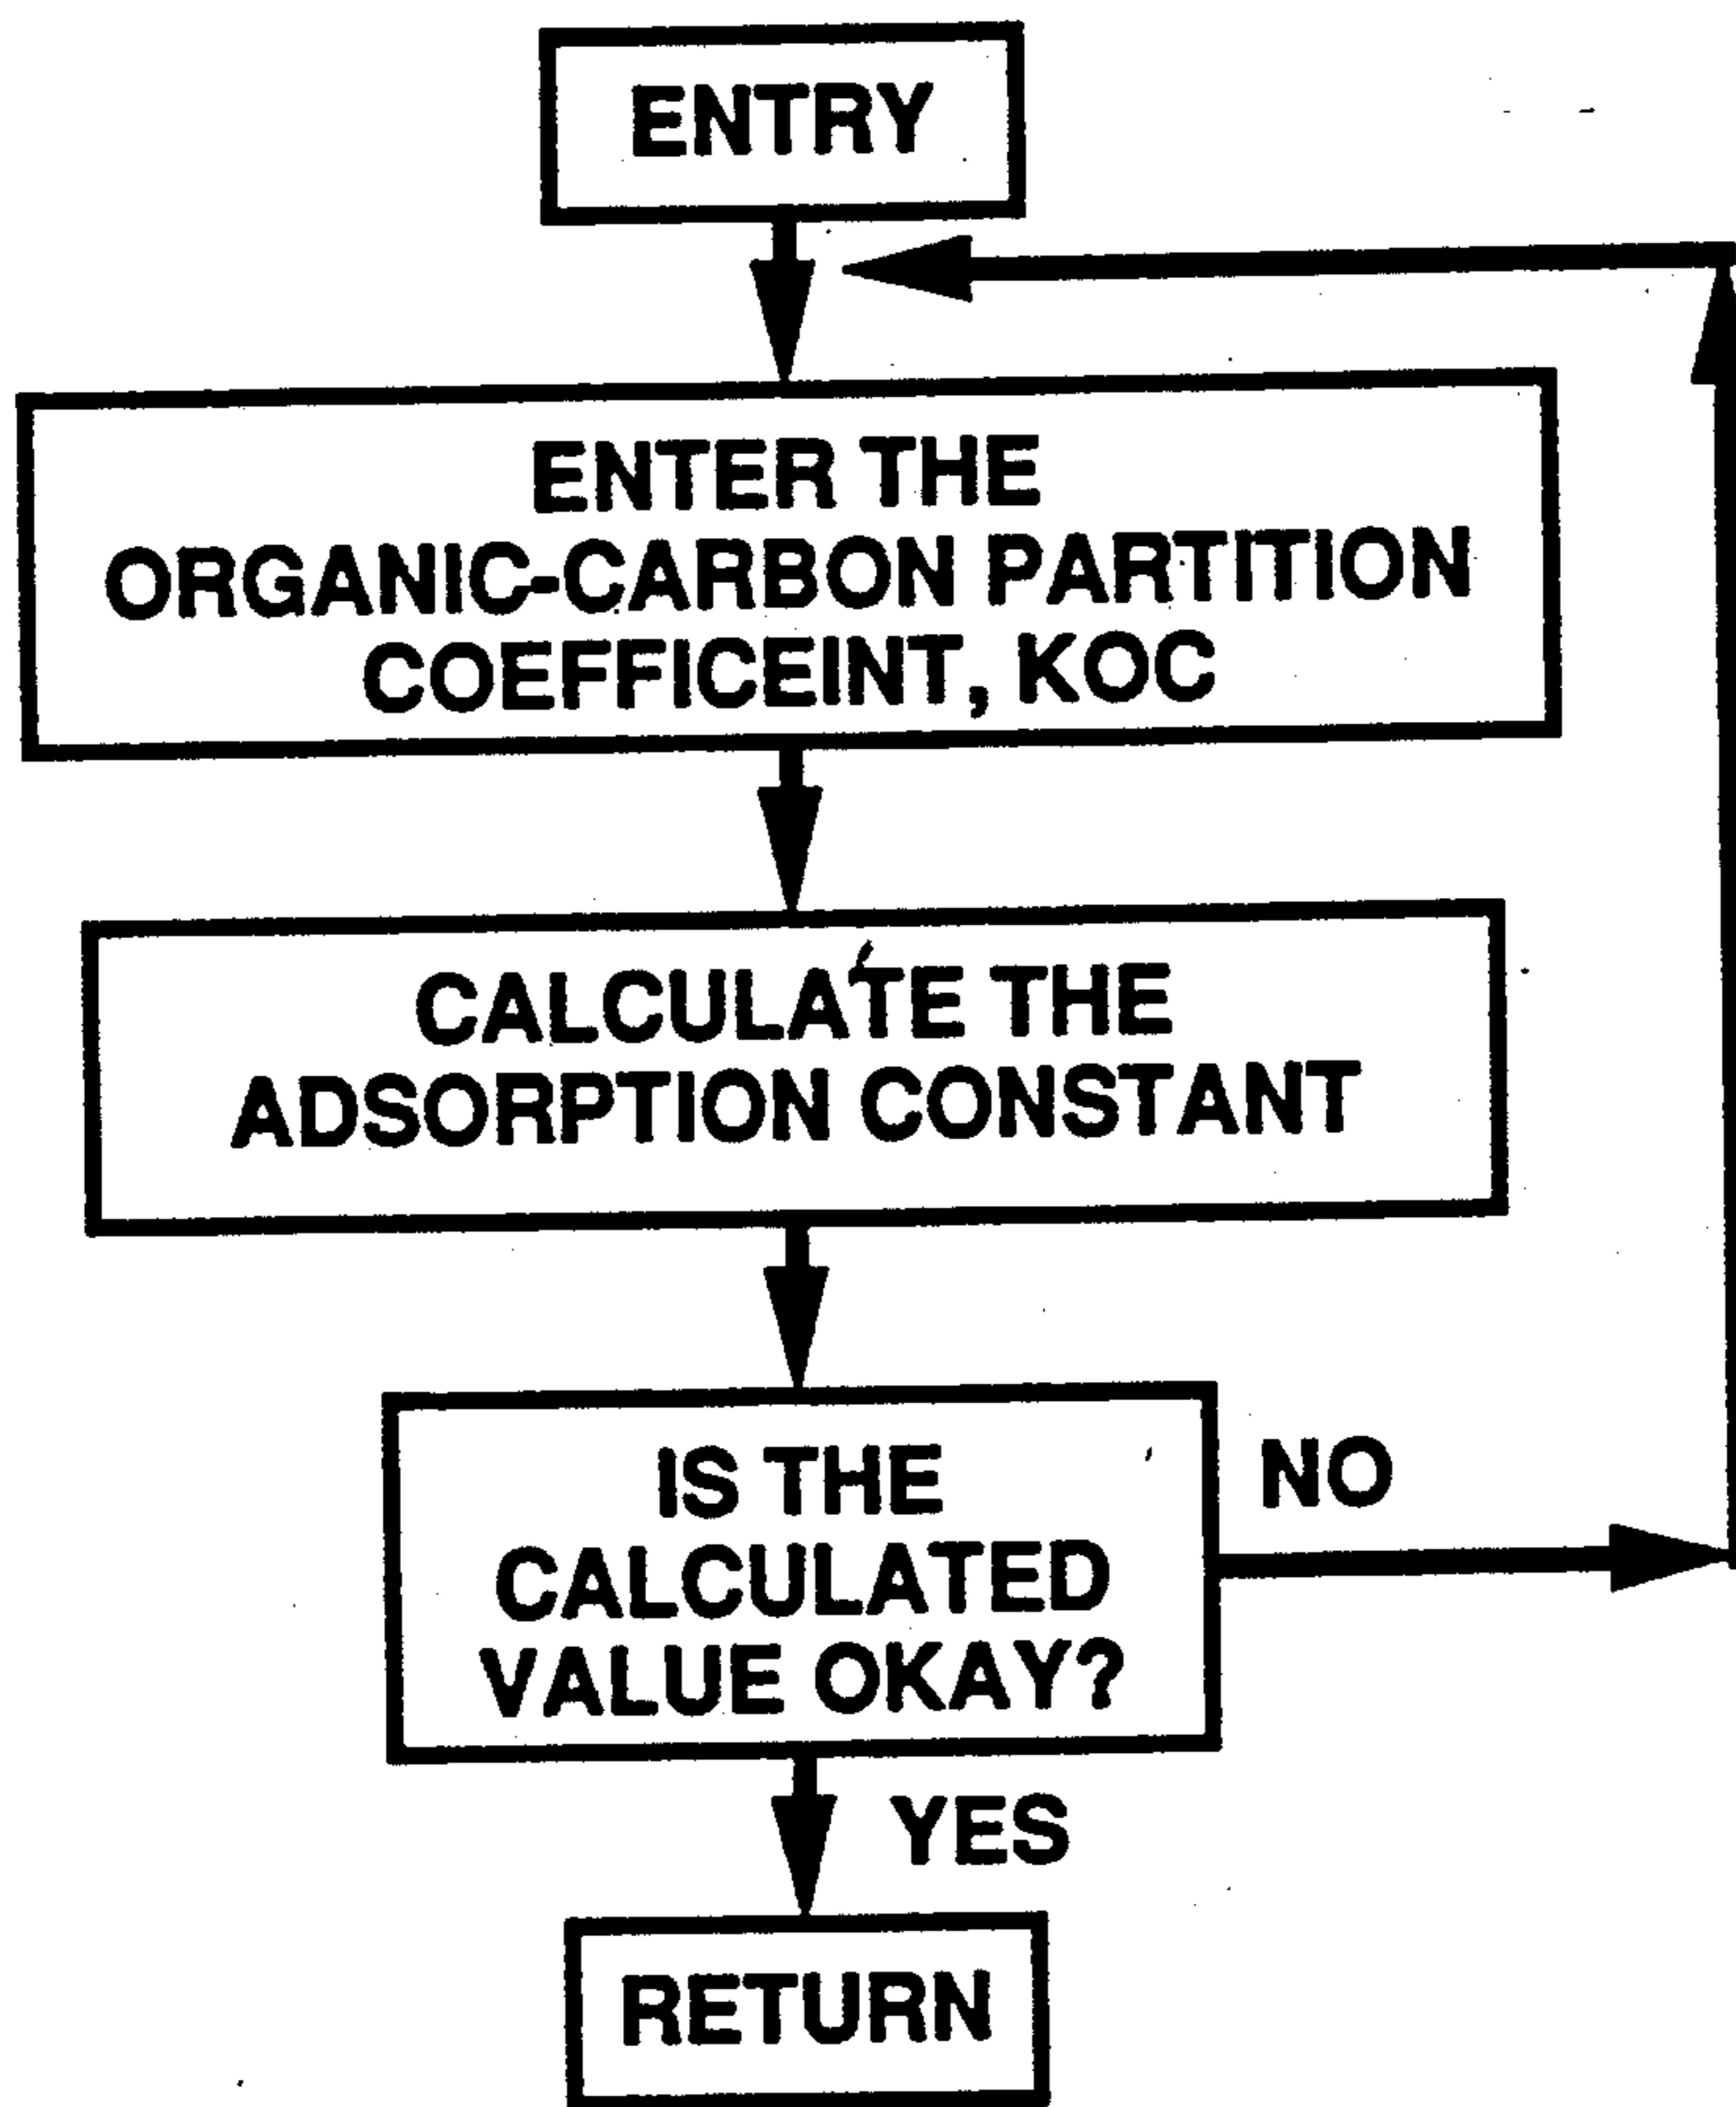 ENTRY
ENTER THE
ORGANIC-CARBON PARTITION
COEFFICEINT, KOC
CALCULATE THE
ADSORPTION CONSTANT
IS THE
CALCULATED
VALUE OKAY?
NO
YES
RETURN